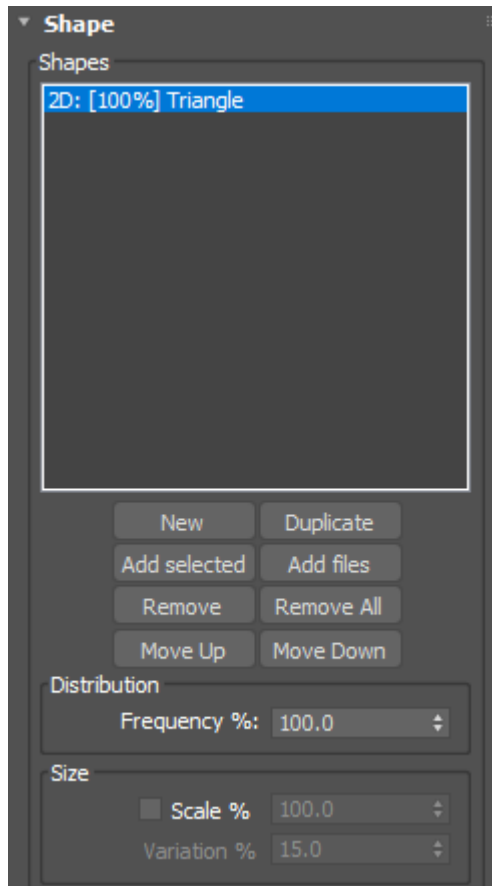 Shape
Shapes
2D: [100%] Triangle
New Duplicate
Add selected Add files
Remove Remove All
Move Up Move Down
Distribution
Frequency %: 100.0
Size
Scale % 100.0
Variation % 15.0